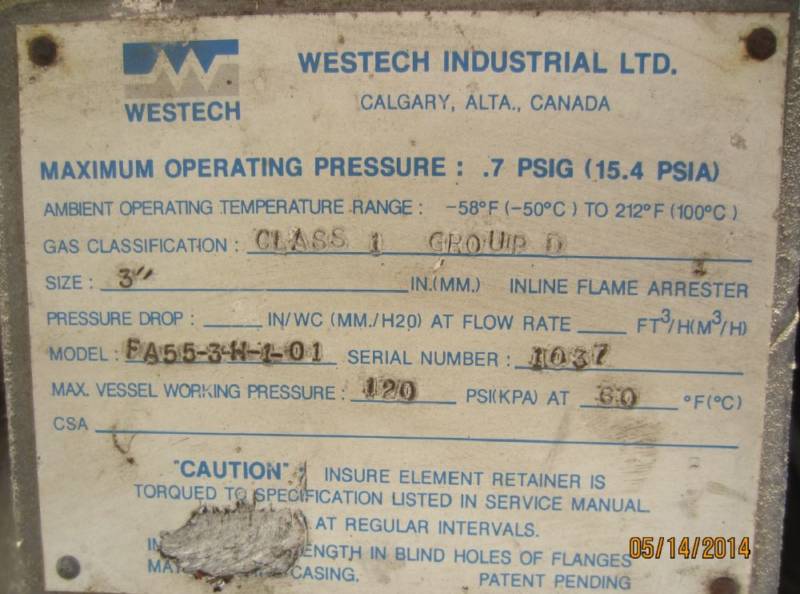 WESTECH INDUSTRIAL LTD.
WESTECH
CALGARY, ALTA., CANADA
MAXIMUM OPERATING PRESSURE : .7 PSIG (15.4 PSIA)
AMBIENT OPERATING TEMPERATURE RANGE : -58°F (-50°C) TO 212°F (100°C)
GAS CLASSIFICATION : CLASS 1 GROUP D
SIZE : 3" IN.(MM.) INLINE FLAME ARRESTER
PRESSURE DROP : IN/WC (MM./H20) AT FLOW RATE FT³/H(M³/H)
MODEL : FA55-3-H-1-01 SERIAL NUMBER : 1037
MAX. VESSEL WORKING PRESSURE : 120 PSI(KPA) AT 60 °F(°C)
CSA
"CAUTION" : INSURE ELEMENT RETAINER IS
TORQUED TO SPECIFICATION LISTED IN SERVICE MANUAL.
AT REGULAR INTERVALS.
IN BLIND HOLES OF FLANGES
CASING. PATENT PENDING
05/14/2014